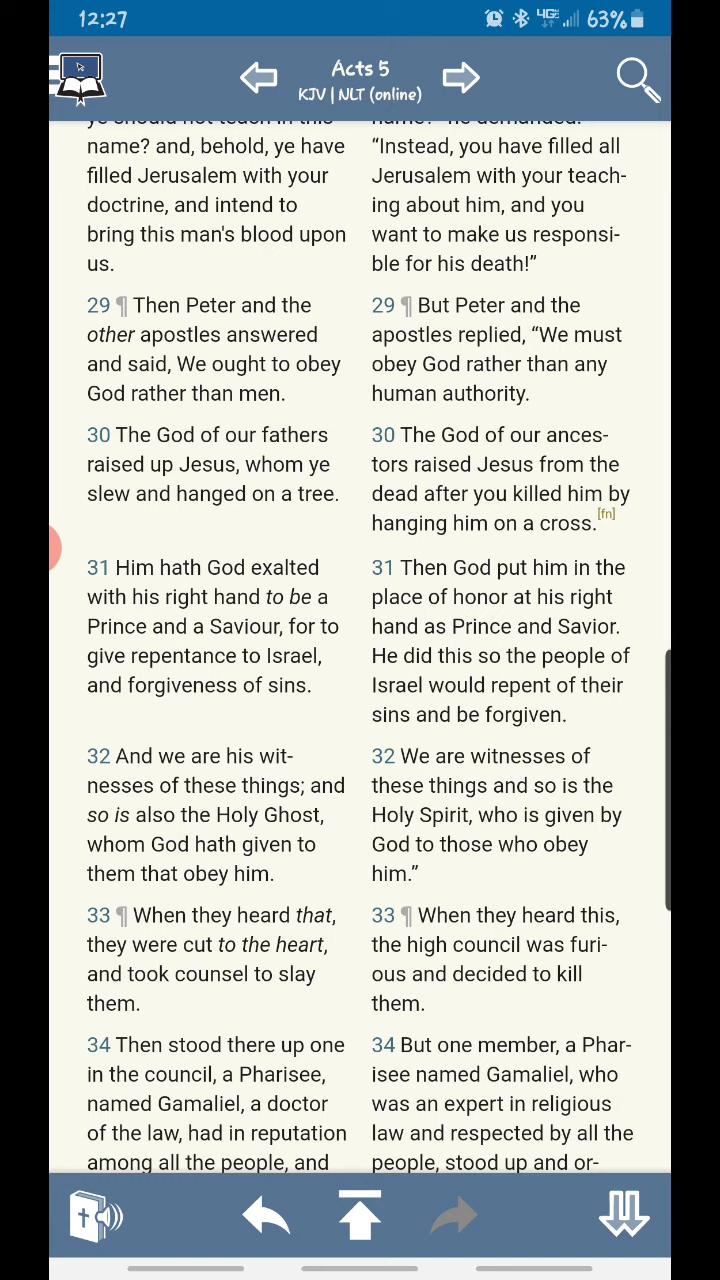 12:27
4GE 63%
Acts 5
KJV | NLT (online)
ye should not teach in this
name? and, behold, ye have
filled Jerusalem with your
doctrine, and intend to
bring this man's blood upon
us.
29 ¶ Then Peter and the
other apostles answered
and said, We ought to obey
God rather than men.
30 The God of our fathers
raised up Jesus, whom ye
slew and hanged on a tree.
31 Him hath God exalted
with his right hand to be a
Prince and a Saviour, for to
give repentance to Israel,
and forgiveness of sins.
32 And we are his wit-
nesses of these things; and
so is also the Holy Ghost,
whom God hath given to
them that obey him.
33 ¶ When they heard that,
they were cut to the heart,
and took counsel to slay
them.
34 Then stood there up one
in the council, a Pharisee,
named Gamaliel, a doctor
of the law, had in reputation
among all the people, and
name?” he demanded.
“Instead, you have filled all
Jerusalem with your teach-
ing about him, and you
want to make us responsi-
ble for his death!”
29 ¶ But Peter and the
apostles replied, “We must
obey God rather than any
human authority.
30 The God of our ances-
tors raised Jesus from the
dead after you killed him by
hanging him on a cross.[fn]
31 Then God put him in the
place of honor at his right
hand as Prince and Savior.
He did this so the people of
Israel would repent of their
sins and be forgiven.
32 We are witnesses of
these things and so is the
Holy Spirit, who is given by
God to those who obey
him.”
33 ¶ When they heard this,
the high council was furi-
ous and decided to kill
them.
34 But one member, a Phar-
isee named Gamaliel, who
was an expert in religious
law and respected by all the
people, stood up and or-